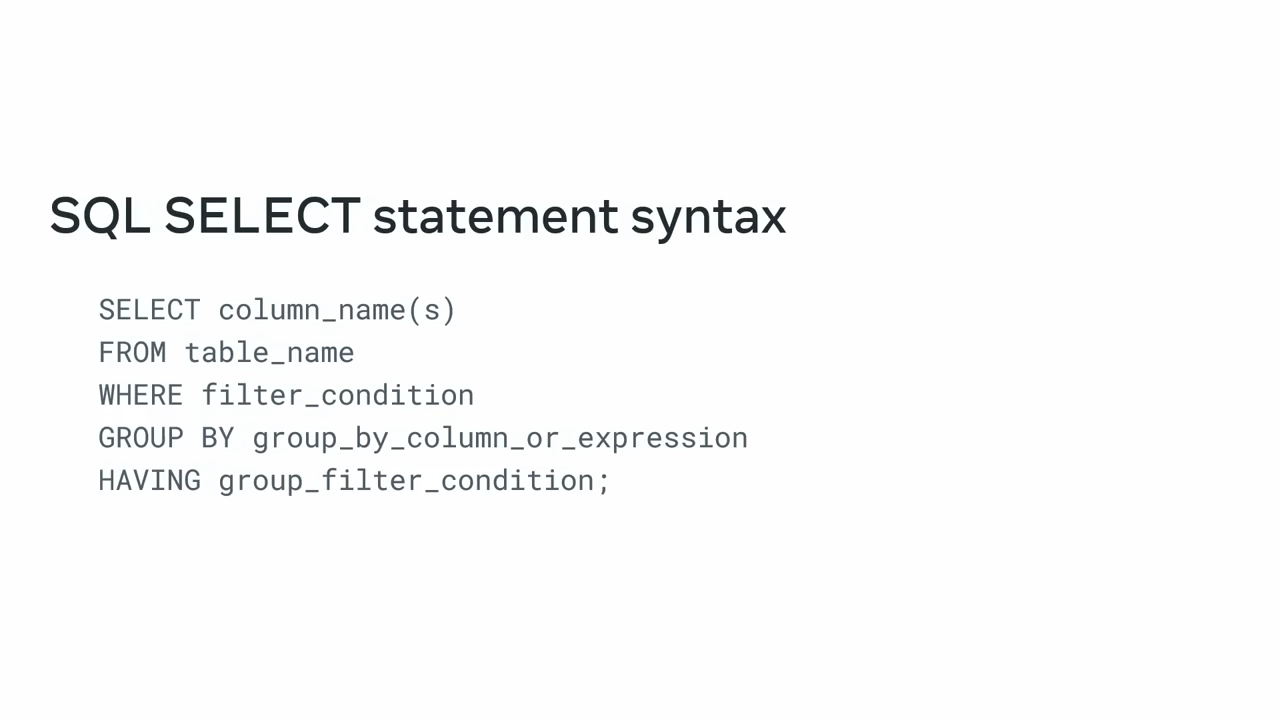 SQL SELECT statement syntax
SELECT column_name(s)
FROM table_name
WHERE filter_condition
GROUP BY group_by_column_or_expression
HAVING group_filter_condition;